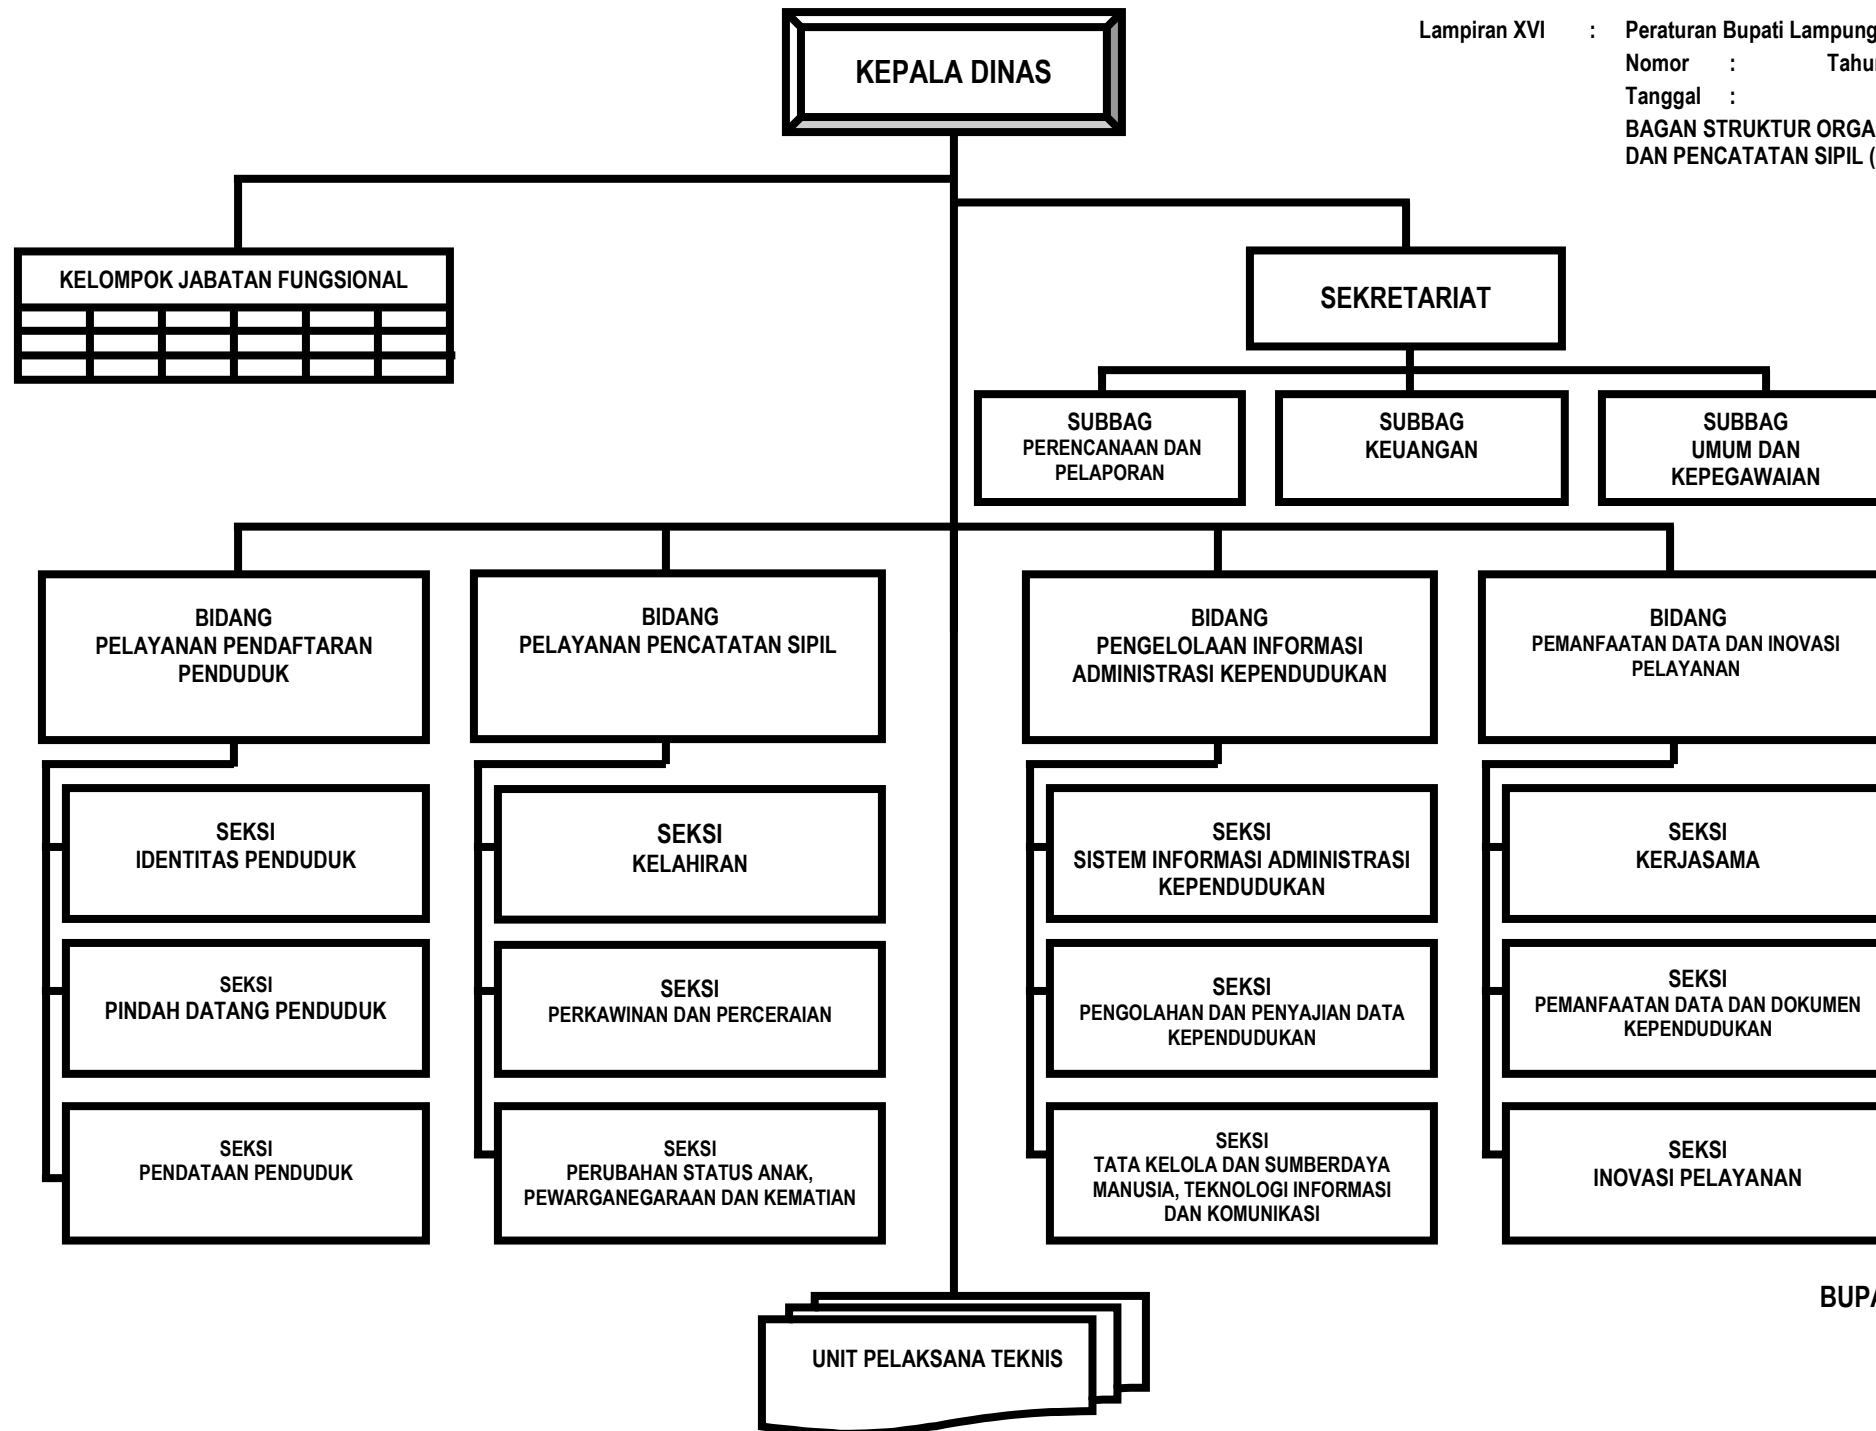 Lampiran XVI : Peraturan Bupati Lampung
Nomor :
Tanggal :
BAGAN STRUKTUR
DAN PENCATATAN SIPIL (
KEPALA DINAS
KELOMPOK JABATAN FUNGSIONAL
SEKRETARIAT
SUBBAG
PERENCANAAN DAN
PELAPORAN
SUBBAG
KEUANGAN
SUBBAG
UMUM DAN
KEPEGAWAIAN
BIDANG
PELAYANAN PENDAFTARAN
PENDUDUK
BIDANG
PELAYANAN PENCATATAN SIPIL
BIDANG
PENGELOLAAN INFORMASI
ADMINISTRASI KEPENDUDUKAN
BIDANG
PEMANFAATAN DATA DAN INOVASI
PELAYANAN
SEKSI
IDENTITAS PENDUDUK
SEKSI
KELAHIRAN
SEKSI
SISTEM INFORMASI ADMINISTRASI
KEPENDUDUKAN
SEKSI
KERJASAMA
SEKSI
PINDAH DATANG PENDUDUK
SEKSI
PERKAWINAN DAN PERCERAIAN
SEKSI
PENGOLAHAN DAN PENYAJIAN DATA
KEPENDUDUKAN
SEKSI
PEMANFAATAN DATA DAN DOKUMEN
KEPENDUDUKAN
SEKSI
PENDATAAN PENDUDUK
SEKSI
PERUBAHAN STATUS ANAK,
PEWARGANEGARAAN DAN KEMATIAN
SEKSI
TATA KELOLA DAN SUMBERDAYA
MANUSIA, TEKNOLOGI INFORMASI
DAN KOMUNIKASI
SEKSI
INOVASI PELAYANAN
UNIT PELAKSANA TEKNIS